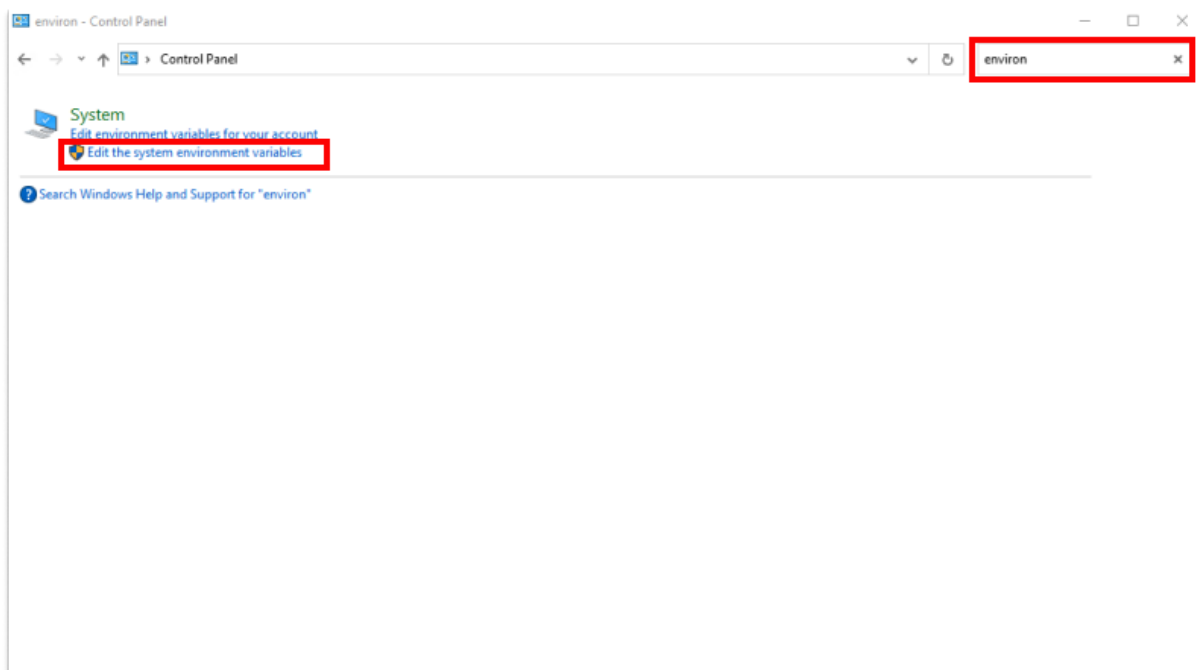 environ - Control Panel
Control Panel
environ
System
Edit environment variables for your account
Edit the system environment variables
Search Windows Help and Support for "environ"